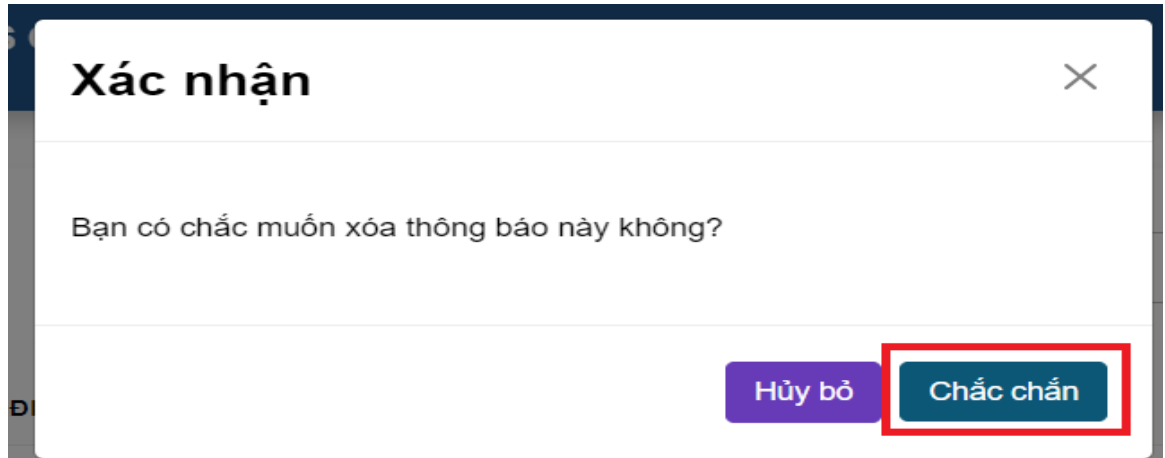 Xác nhận
Bạn có chắc muốn xóa thông báo này không?
Hủy bỏ
Chắc chắn